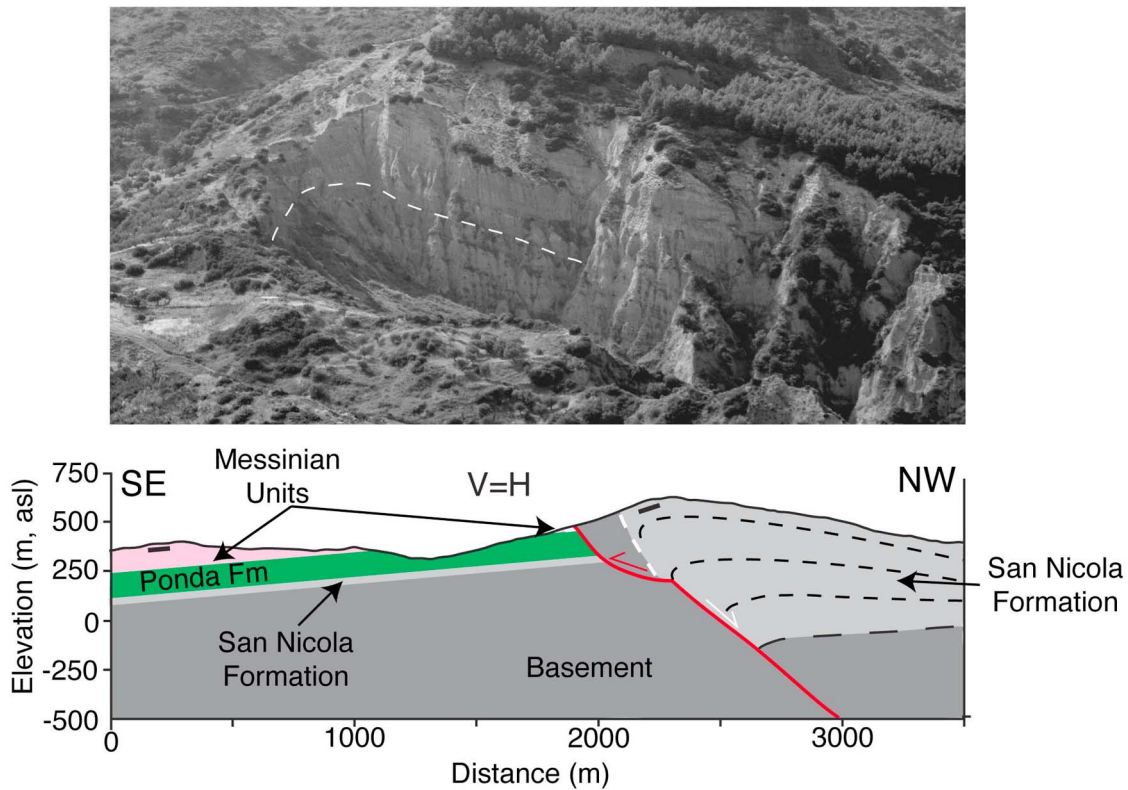 Messinian
Units
SE
V=H
NW
750
500
250
0
-250
-500
Elevation (m, asl)
Ponda Fm
San Nicola
Formation
Basement
San Nicola
Formation
0
1000
2000
3000
Distance (m)